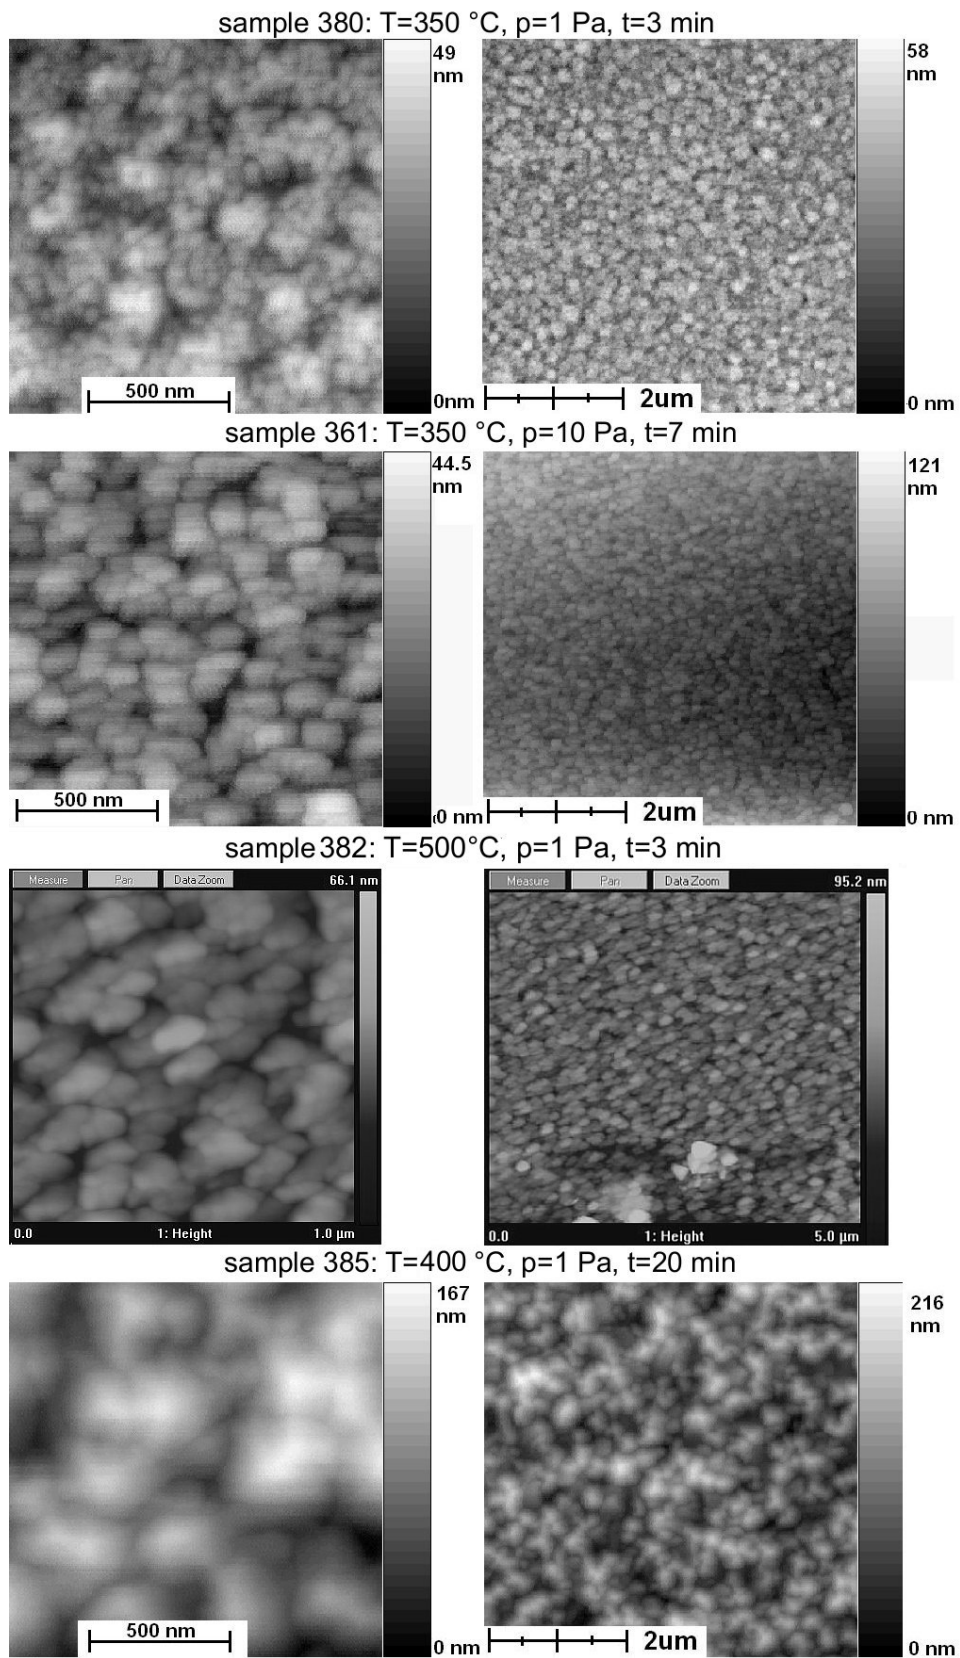 sample 380: T=350 °C, p=1 Pa, t=3 min
49
nm
500 nm
0nm
58
nm
2um
0 nm
sample 361: T=350 °C, p=10 Pa, t=7 min
44.5
nm
500 nm
0 nm
121
nm
2um
0 nm
sample382: T=500°C, p=1 Pa, t=3 min
Measure Pan Data Zoom 66.1 nm
0.0 1: Height 1.0 µm
Measure Pan Data Zoom 95.2 nm
0.0 1: Height 5.0 µm
sample 385: T=400 °C, p=1 Pa, t=20 min
167
nm
500 nm
0 nm
216
nm
2um
0 nm